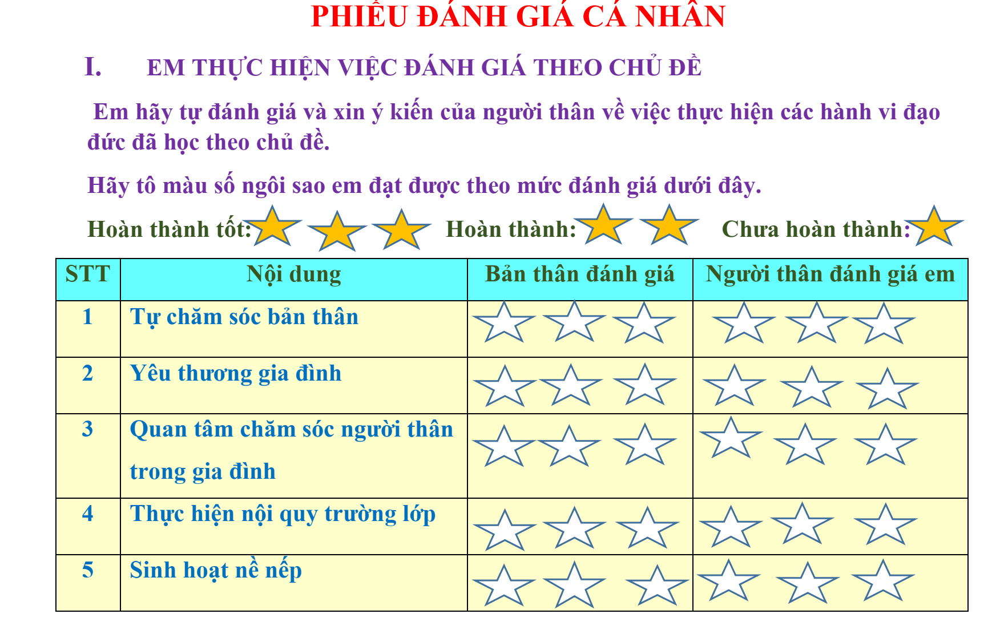 PHIẾU ĐÁNH GIÁ CÁ NHÂN
I. EM THỰC HIỆN VIỆC ĐÁNH GIÁ THEO CHỦ ĐỀ
Em hãy tự đánh giá và xin ý kiến của người thân về việc thực hiện các hành vi đạo
đức đã học theo chủ đề.
Hãy tô màu số ngôi sao em đạt được theo mức đánh giá dưới đây.
Hoàn thành tốt: Hoàn thành: Chưa hoàn thành:
STT Nội dung Bản thân đánh giá Người thân đánh giá em
1 Tự chăm sóc bản thân
2 Yêu thương gia đình
3 Quan tâm chăm sóc người thân
trong gia đình
4 Thực hiện nội quy trường lớp
5 Sinh hoạt nề nếp